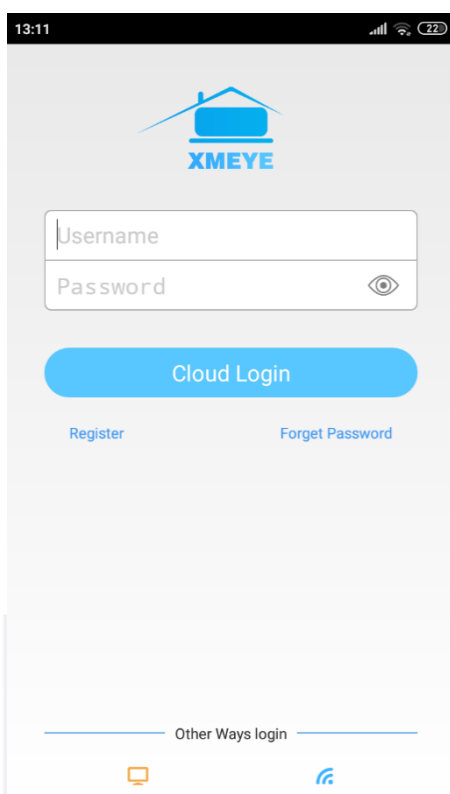 13:11 22
XMEYE
Username
Password
Cloud Login
Register Forget Password
Other Ways login